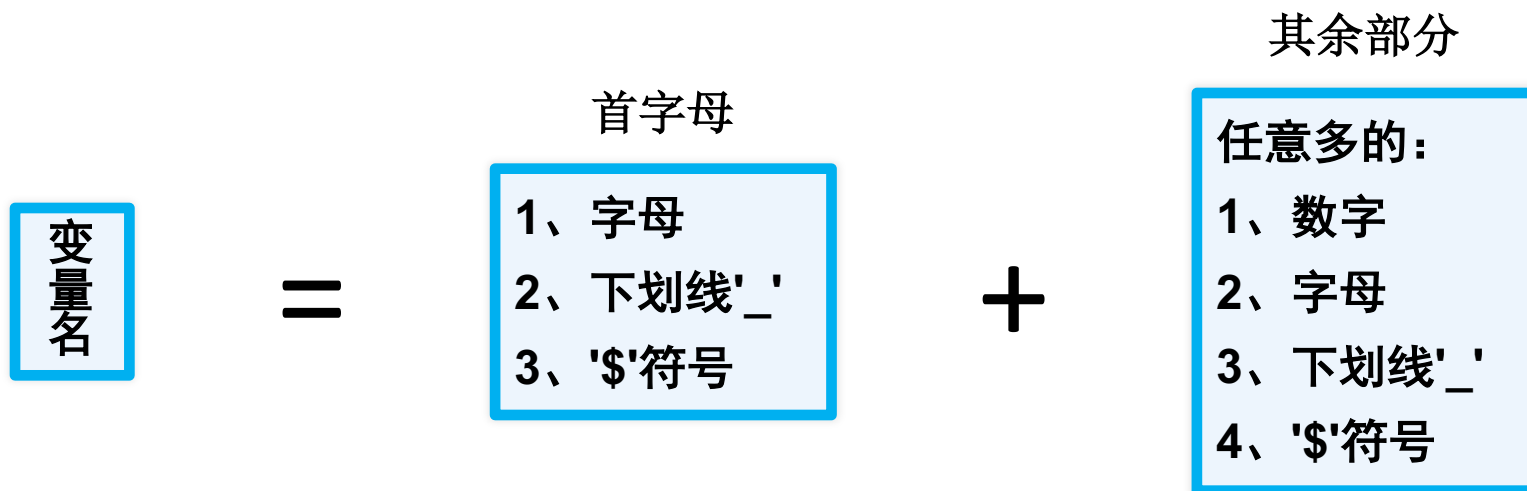 变量名
=
首字母
1、字母
2、下划线'_'
3、'$'符号
+
其余部分
任意多的：
1、数字
2、字母
3、下划线'_'
4、'$'符号